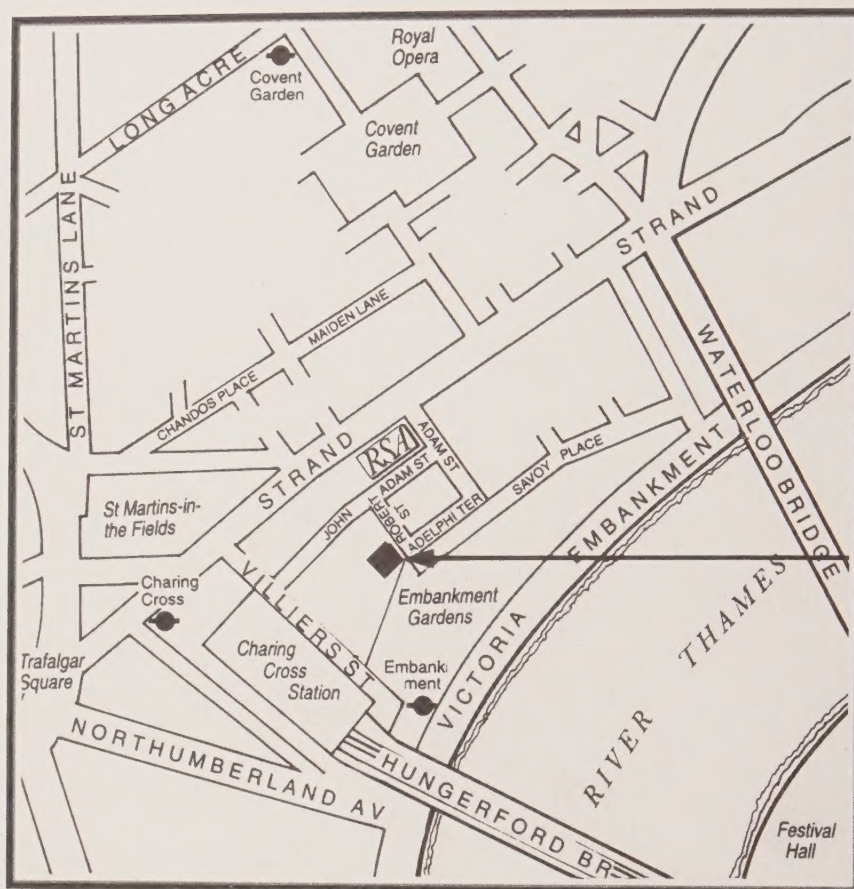 Royal
Opera
LONG ACRE
Covent
Garden
Covent
Garden
ST MARTINS LANE
STRAND
MAIDEN LANE
CHANDOS PLACE
WATERLOO BRIDGE
STRAND
RSA
ADAM ST
JOHN ADAM ST
ROBERT
ST
ADELPHI TER
SAVOY PLACE
St Martins-in-
the Fields
VICTORIA EMBANKMENT
Charing
Cross
VILLIERS ST
Embankment
Gardens
Charing
Cross
Station
Embank
ment
Trafalgar
Square
RIVER THAMES
NORTHUMBERLAND AV
HUNGERFORD BR
Festival
Hall